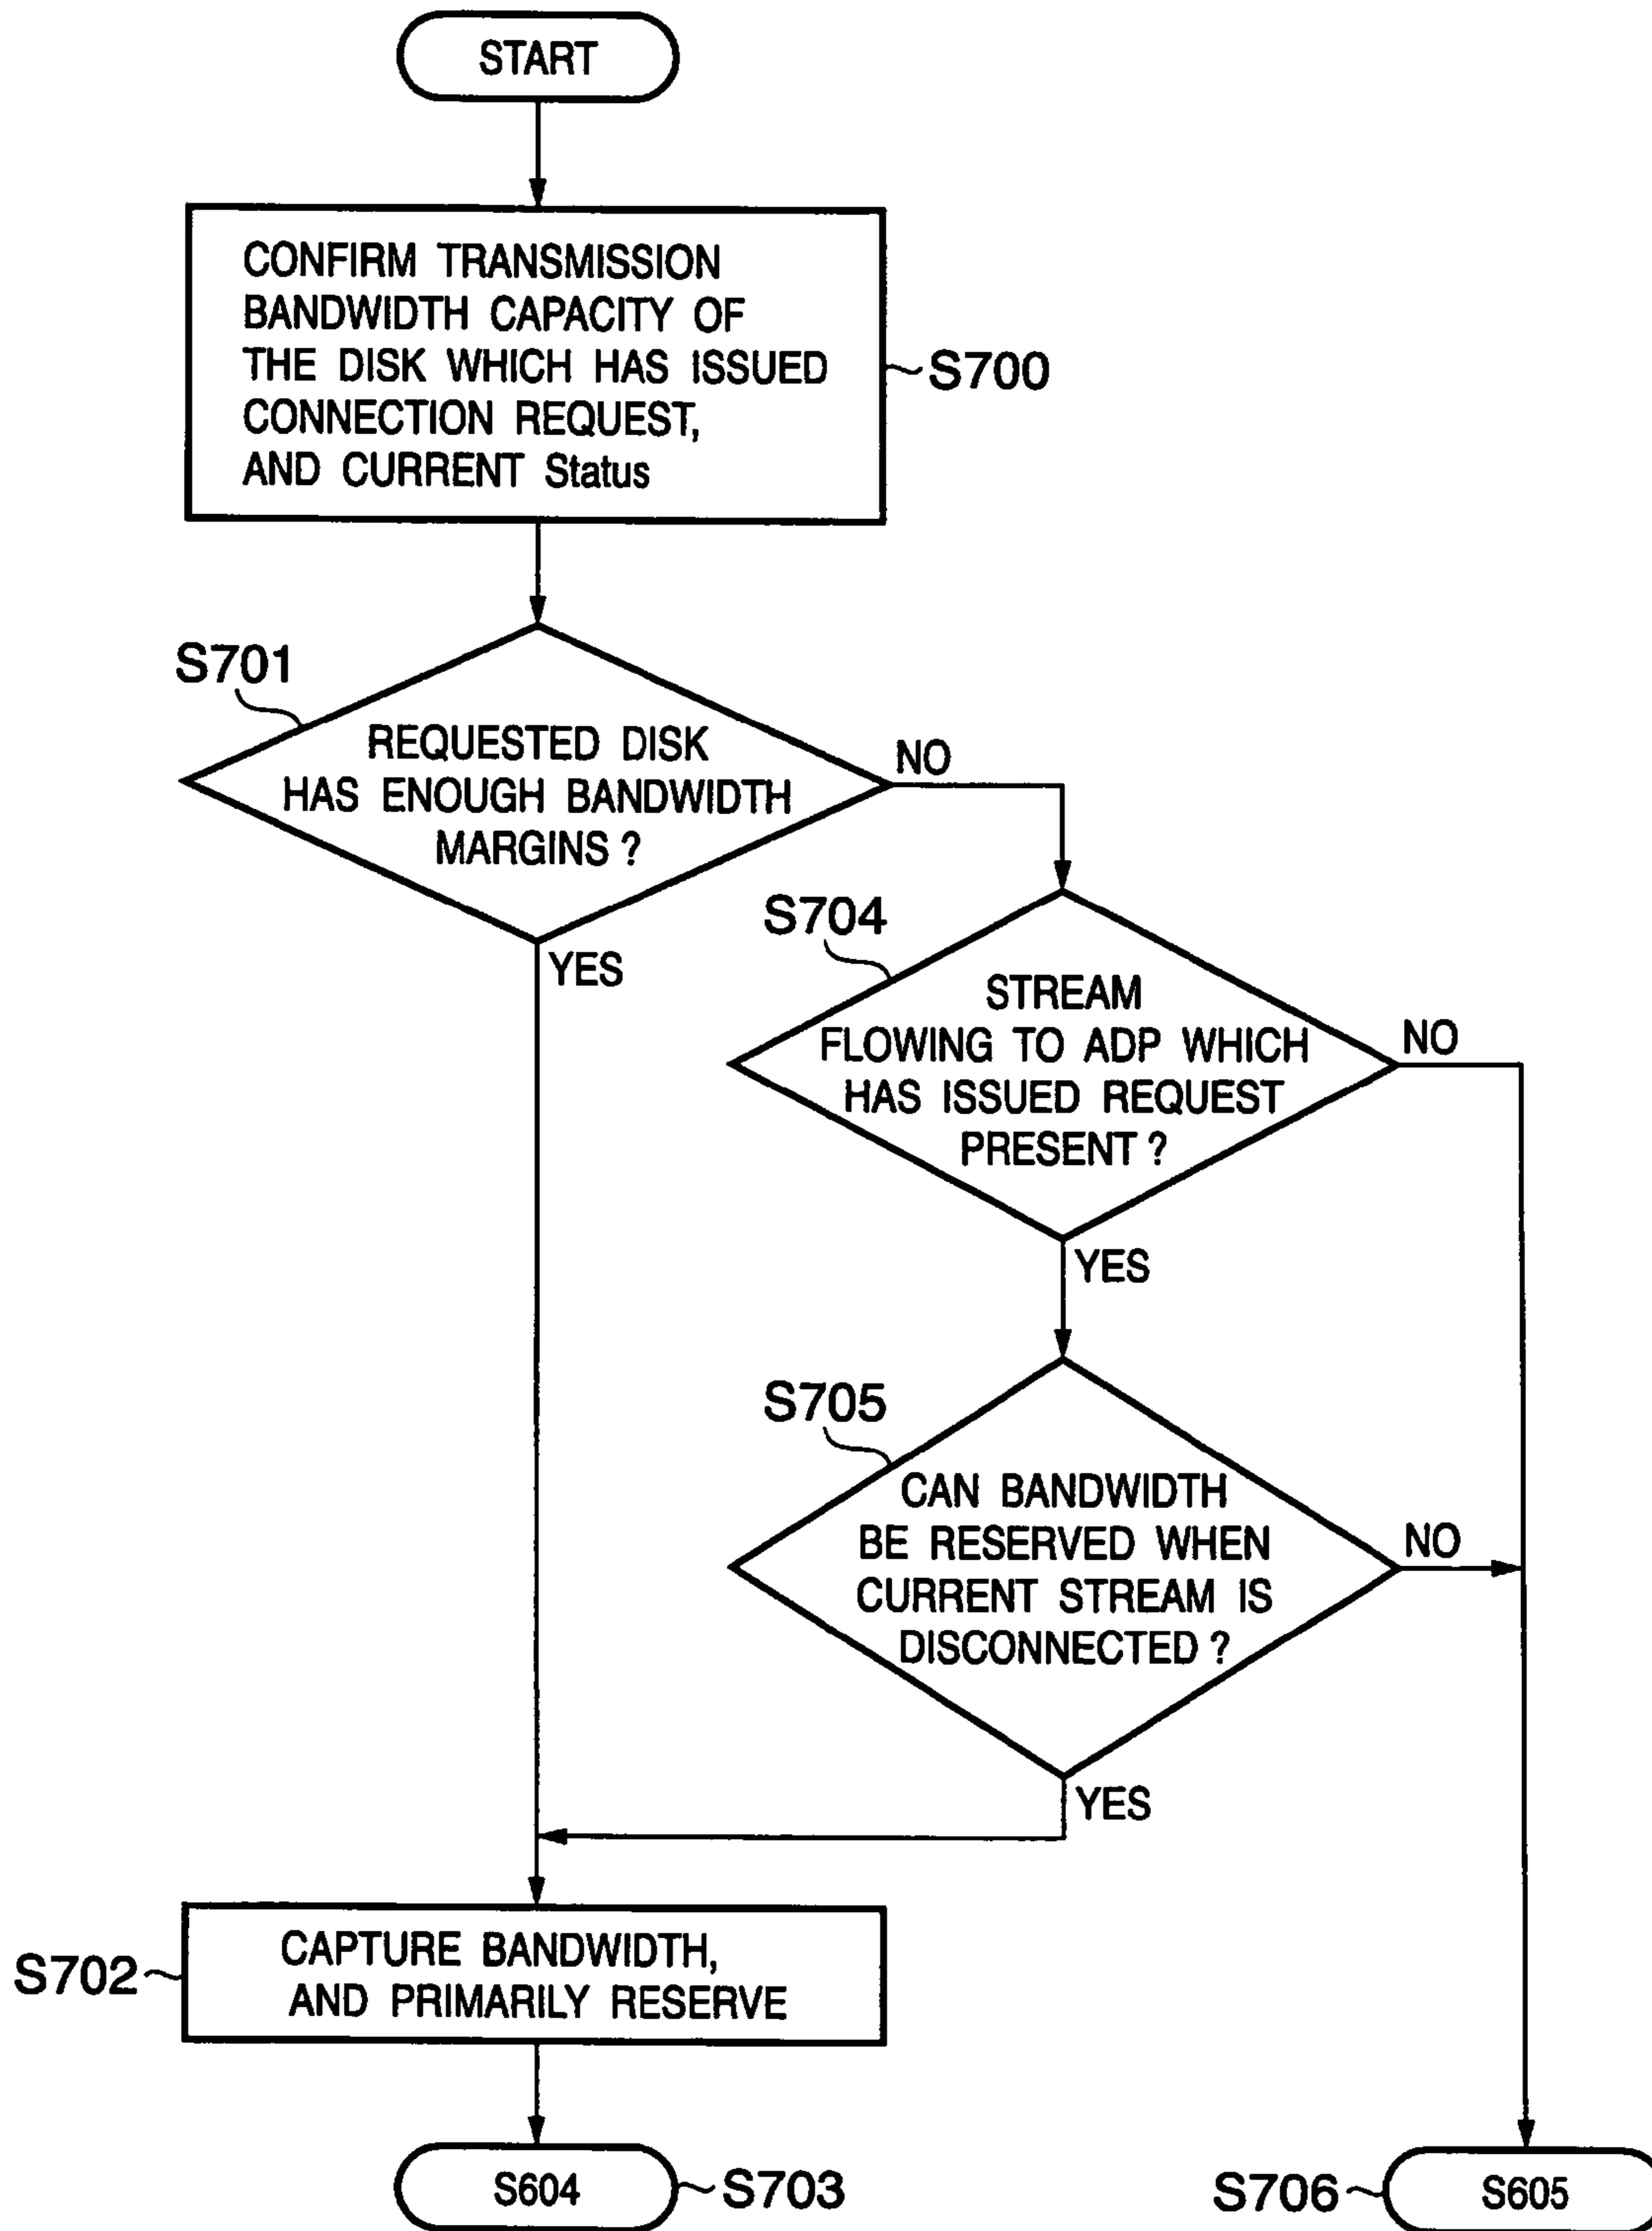 START
CONFIRM TRANSMISSION
BANDWIDTH CAPACITY OF
THE DISK WHICH HAS ISSUED
CONNECTION REQUEST,
AND CURRENT Status
S700
S701
REQUESTED DISK
HAS ENOUGH BANDWIDTH
MARGINS ?
NO
YES
S704
STREAM
FLOWING TO ADP WHICH
HAS ISSUED REQUEST
PRESENT ?
NO
YES
S705
CAN BANDWIDTH
BE RESERVED WHEN
CURRENT STREAM IS
DISCONNECTED ?
NO
YES
S702
CAPTURE BANDWIDTH,
AND PRIMARILY RESERVE
S604
S703
S706
S605